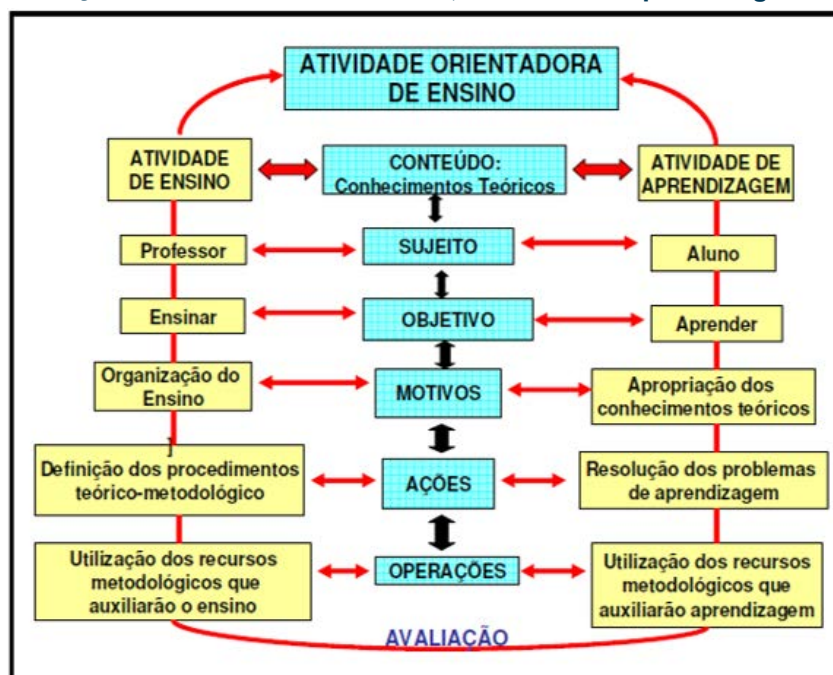 ATIVIDADE ORIENTADORA
DE ENSINO
ATIVIDADE
DE ENSINO
CONTEÚDO:
Conhecimentos Teóricos
ATIVIDADE DE
APRENDIZAGEM
Professor
SUJEITO
Aluno
Ensinar
OBJETIVO
Aprender
Organização do
Ensino
MOTIVOS
Apropriação dos
conhecimentos teóricos
]
Definição dos procedimentos
teórico-metodológico
AÇÕES
Resolução dos problemas
de aprendizagem
Utilização dos recursos
metodológicos que
auxiliarão o ensino
OPERAÇÕES
Utilização dos recursos
metodológicos que
auxiliarão aprendizagem
AVALIAÇÃO